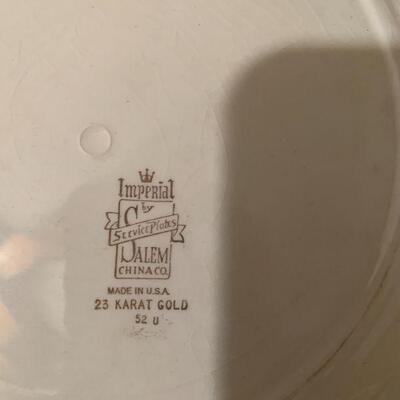 Imperial
by
Service Plates
SALEM
CHINA CO.
MADE IN U.S.A.
23 KARAT GOLD
52 U